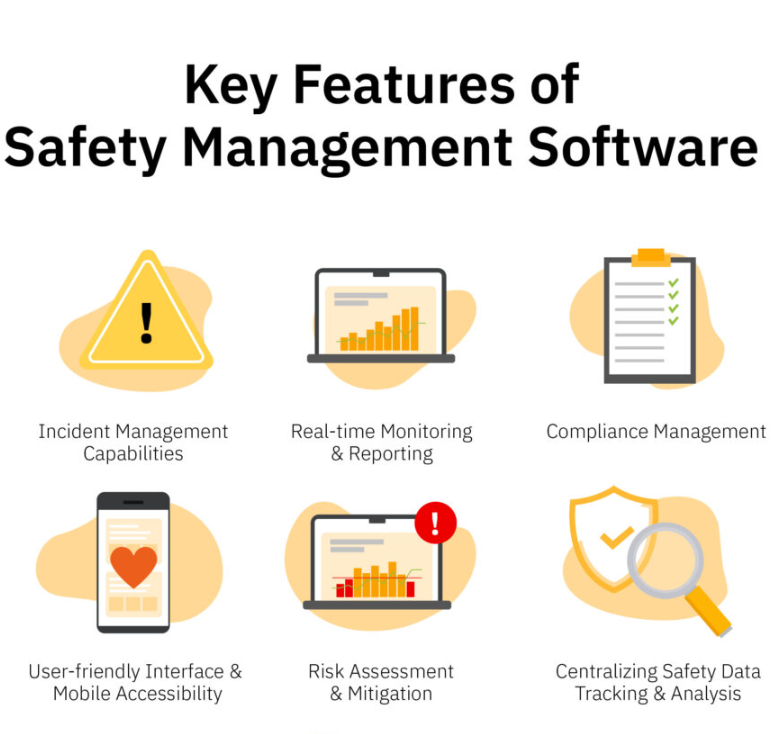 Key Features of
Safety Management Software
Incident Management
Capabilities
Real-time Monitoring
& Reporting
Compliance Management
User-friendly Interface &
Mobile Accessibility
Risk Assessment
& Mitigation
Centralizing Safety Data
Tracking & Analysis